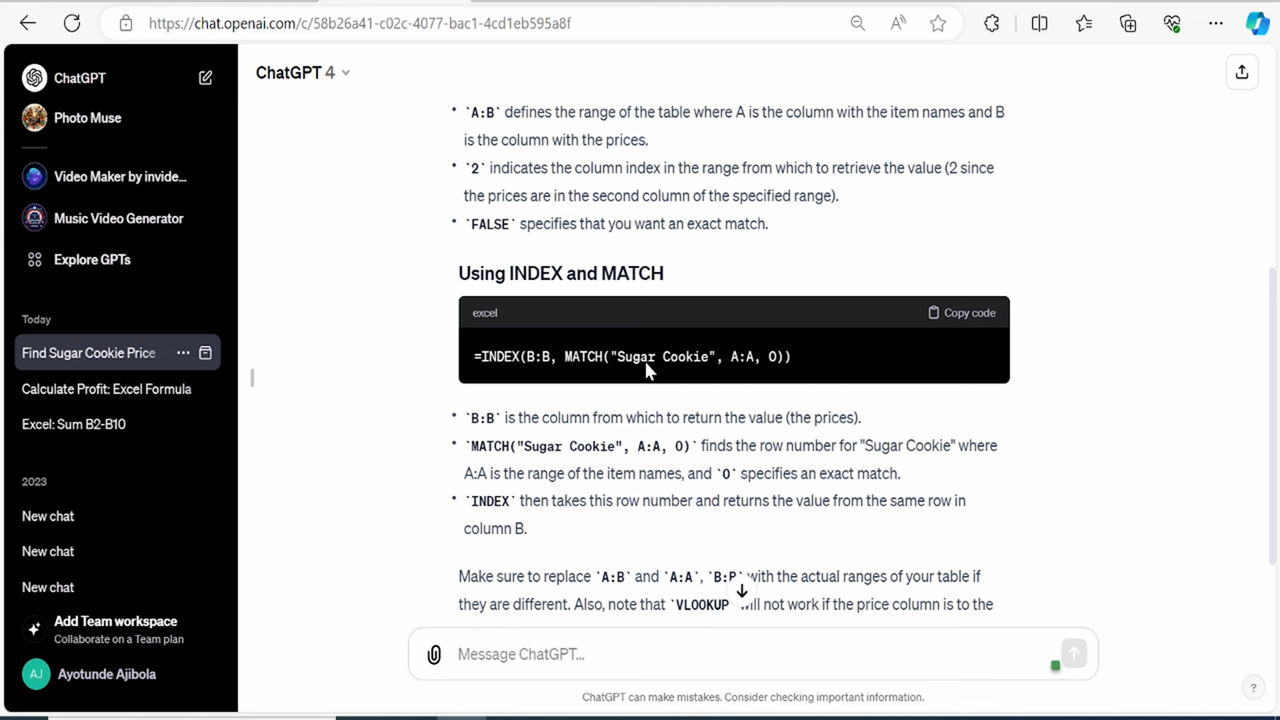 https://chat.openai.com/c/58b26a41-c02c-4077-bac1-4cd1eb595a8f
ChatGPT
Photo Muse
Video Maker by invide...
Music Video Generator
Explore GPTs
Today
Find Sugar Cookie Price
Calculate Profit: Excel Formula
Excel: Sum B2-B10
2023
New chat
New chat
New chat
Add Team workspace
Collaborate on a Team plan
AJ Ayotunde Ajibola
ChatGPT 4
• `A:B` defines the range of the table where A is the column with the item names and B
is the column with the prices.
• `2` indicates the column index in the range from which to retrieve the value (2 since
the prices are in the second column of the specified range).
• `FALSE` specifies that you want an exact match.
Using INDEX and MATCH
excel Copy code
=INDEX(B:B, MATCH("Sugar Cookie", A:A, 0))
• `B:B` is the column from which to return the value (the prices).
• `MATCH("Sugar Cookie", A:A, 0)` finds the row number for "Sugar Cookie" where
A:A is the range of the item names, and `0` specifies an exact match.
• `INDEX` then takes this row number and returns the value from the same row in
column B.
Make sure to replace `A:B` and `A:A`, `B:B` with the actual ranges of your table if
they are different. Also, note that `VLOOKUP` will not work if the price column is to the
Message ChatGPT...
ChatGPT can make mistakes. Consider checking important information.
?